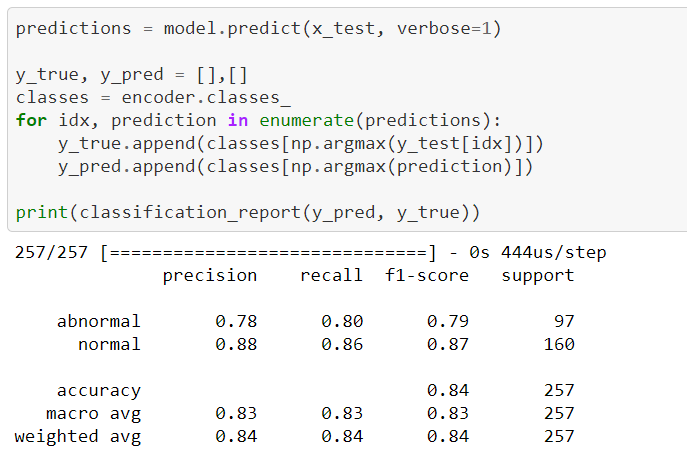 predictions = model.predict(x_test, verbose=1)
y_true, y_pred = [],[]
classes = encoder.classes_
for idx, prediction in enumerate(predictions):
    y_true.append(classes[np.argmax(y_test[idx])])
    y_pred.append(classes[np.argmax(prediction)])
print(classification_report(y_pred, y_true))
257/257 [==============================] - 0s 444us/step
              precision    recall  f1-score   support
    abnormal       0.78      0.80      0.79        97
      normal       0.88      0.86      0.87       160
    accuracy                           0.84       257
   macro avg       0.83      0.83      0.83       257
weighted avg       0.84      0.84      0.84       257